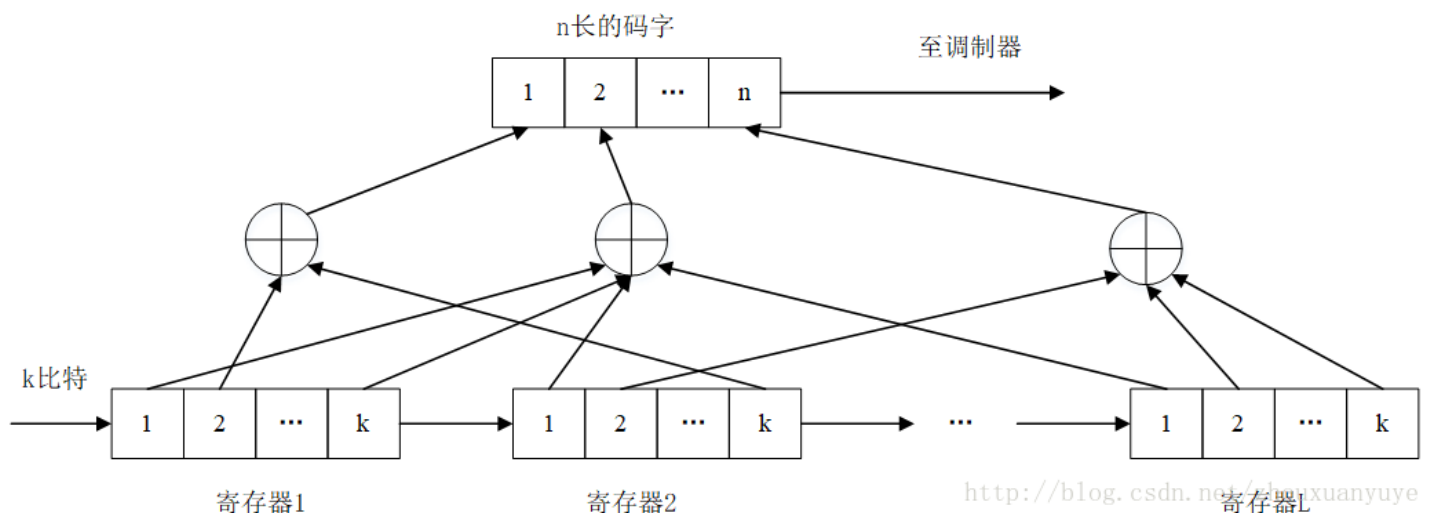 n长的码字
至调制器
1 2 … n
k比特
1 2 … k
1 2 … k
…
1 2 … k
寄存器1
寄存器2
寄存器L
http://blog.csdn.net/zhouxuanyuye